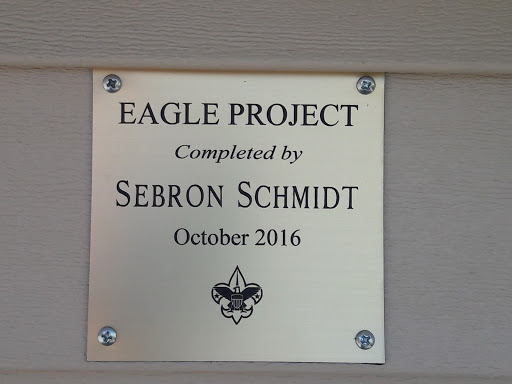 EAGLE PROJECT
Completed by
SEBRON SCHMIDT
October 2016